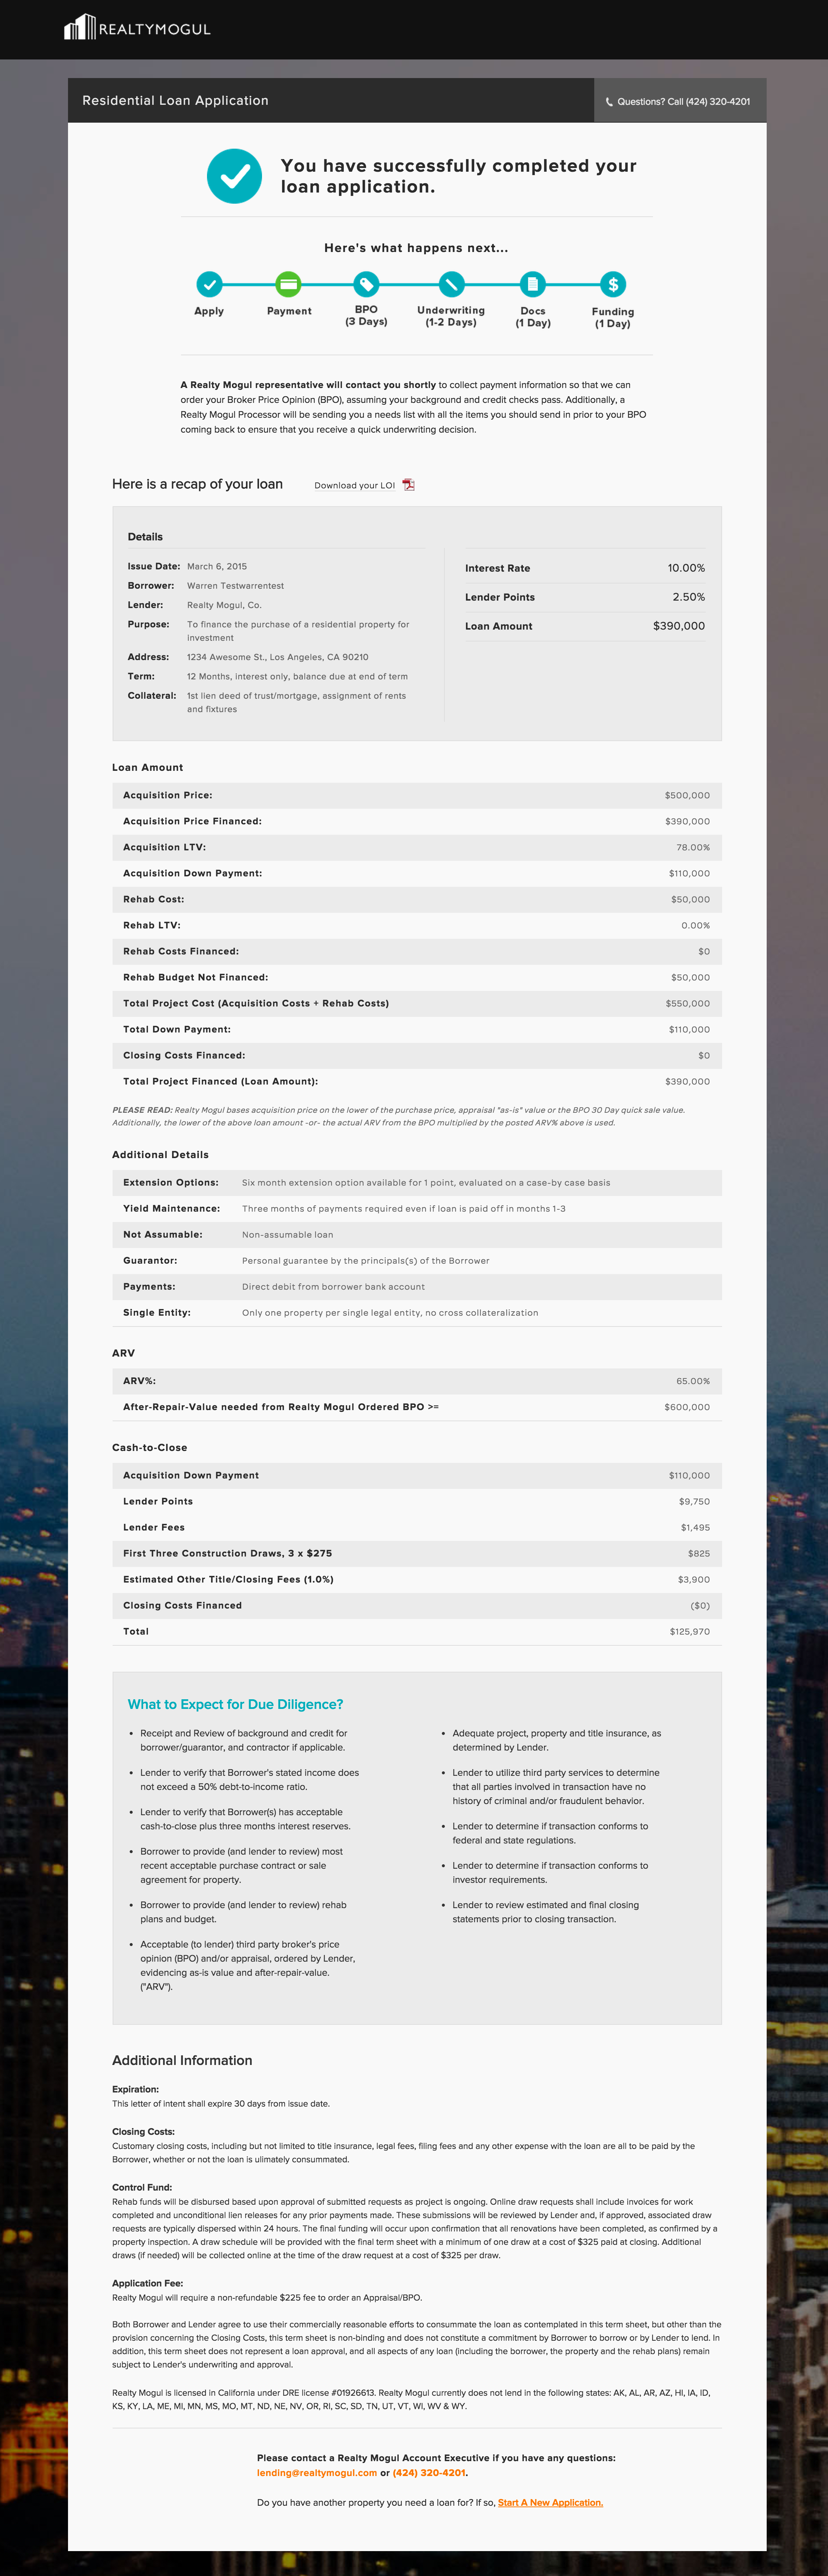 REALTYMOGUL
Residential Loan Application
Questions? Call (424) 320-4201
You have successfully completed your
loan application.
Here's what happens next...
Apply
Payment
BPO
(3 Days)
Underwriting
(1-2 Days)
Docs
(1 Day)
Funding
(1 Day)
A Realty Mogul representative will contact you shortly to collect payment information so that we can
order your Broker Price Opinion (BPO), assuming your background and credit checks pass. Additionally, a
Realty Mogul Processor will be sending you a needs list with all the items you should send in prior to your BPO
coming back to ensure that you receive a quick underwriting decision.
Here is a recap of your loan
Download your LOI
Details
Issue Date: March 6, 2015
Borrower: Warren Testwarrentest
Lender: Realty Mogul, Co.
Purpose: To finance the purchase of a residential property for
investment
Address: 1234 Awesome St., Los Angeles, CA 90210
Term: 12 Months, interest only, balance due at end of term
Collateral: 1st lien deed of trust/mortgage, assignment of rents
and fixtures
Interest Rate 10.00%
Lender Points 2.50%
Loan Amount $390,000
Loan Amount
Acquisition Price: $500,000
Acquisition Price Financed: $390,000
Acquisition LTV: 78.00%
Acquisition Down Payment: $110,000
Rehab Cost: $50,000
Rehab LTV: 0.00%
Rehab Costs Financed: $0
Rehab Budget Not Financed: $50,000
Total Project Cost (Acquisition Costs + Rehab Costs) $550,000
Total Down Payment: $110,000
Closing Costs Financed: $0
Total Project Financed (Loan Amount): $390,000
PLEASE READ: Realty Mogul bases acquisition price on the lower of the purchase price, appraisal "as-is" value or the BPO 30 Day quick sale value.
Additionally, the lower of the above loan amount -or- the actual ARV from the BPO multiplied by the posted ARV% above is used.
Additional Details
Extension Options: Six month extension option available for 1 point, evaluated on a case-by case basis
Yield Maintenance: Three months of payments required even if loan is paid off in months 1-3
Not Assumable: Non-assumable loan
Guarantor: Personal guarantee by the principals(s) of the Borrower
Payments: Direct debit from borrower bank account
Single Entity: Only one property per single legal entity, no cross collateralization
ARV
ARV%: 65.00%
After-Repair-Value needed from Realty Mogul Ordered BPO >= $600,000
Cash-to-Close
Acquisition Down Payment $110,000
Lender Points $9,750
Lender Fees $1,495
First Three Construction Draws, 3 x $275 $825
Estimated Other Title/Closing Fees (1.0%) $3,900
Closing Costs Financed ($0)
Total $125,970
What to Expect for Due Diligence?
• Receipt and Review of background and credit for
borrower/guarantor, and contractor if applicable.
• Lender to verify that Borrower's stated income does
not exceed a 50% debt-to-income ratio.
• Lender to verify that Borrower(s) has acceptable
cash-to-close plus three months interest reserves.
• Borrower to provide (and lender to review) most
recent acceptable purchase contract or sale
agreement for property.
• Borrower to provide (and lender to review) rehab
plans and budget.
• Acceptable (to lender) third party broker's price
opinion (BPO) and/or appraisal, ordered by Lender,
evidencing as-is value and after-repair-value.
("ARV").
• Adequate project, property and title insurance, as
determined by Lender.
• Lender to utilize third party services to determine
that all parties involved in transaction have no
history of criminal and/or fraudulent behavior.
• Lender to determine if transaction conforms to
federal and state regulations.
• Lender to determine if transaction conforms to
investor requirements.
• Lender to review estimated and final closing
statements prior to closing transaction.
Additional Information
Expiration:
This letter of intent shall expire 30 days from issue date.
Closing Costs:
Customary closing costs, including but not limited to title insurance, legal fees, filing fees and any other expense with the loan are all to be paid by the
Borrower, whether or not the loan is ulimately consummated.
Control Fund:
Rehab funds will be disbursed based upon approval of submitted requests as project is ongoing. Online draw requests shall include invoices for work
completed and unconditional lien releases for any prior payments made. These submissions will be reviewed by Lender and, if approved, associated draw
requests are typically dispersed within 24 hours. The final funding will occur upon confirmation that all renovations have been completed, as confirmed by a
property inspection. A draw schedule will be provided with the final term sheet with a minimum of one draw at a cost of $325 paid at closing. Additional
draws (if needed) will be collected online at the time of the draw request at a cost of $325 per draw.
Application Fee:
Realty Mogul will require a non-refundable $225 fee to order an Appraisal/BPO.
Both Borrower and Lender agree to use their commercially reasonable efforts to consummate the loan as contemplated in this term sheet, but other than the
provision concerning the Closing Costs, this term sheet is non-binding and does not constitute a commitment by Borrower to borrow or by Lender to lend. In
addition, this term sheet does not represent a loan approval, and all aspects of any loan (including the borrower, the property and the rehab plans) remain
subject to Lender's underwriting and approval.
Realty Mogul is licensed in California under DRE license #01926613. Realty Mogul currently does not lend in the following states: AK, AL, AR, AZ, HI, IA, ID,
KS, KY, LA, ME, MI, MN, MS, MO, MT, ND, NE, NV, OR, RI, SC, SD, TN, UT, VT, WI, WV & WY.
Please contact a Realty Mogul Account Executive if you have any questions:
lending@realtymogul.com or (424) 320-4201.
Do you have another property you need a loan for? If so, Start A New Application.